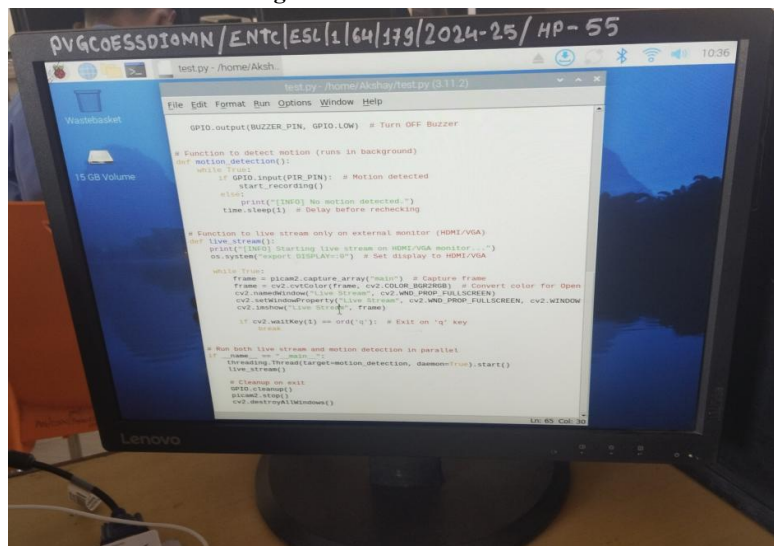 PVGCOESSDIOMN/ENTC/ESL/1/64/179/2024-25/HP-55
test.py - /home/Aksh...
10:36
test.py - /home/Akshay/test.py (3.11.2)
File Edit Format Run Options Window Help
Wastebasket
15 GB Volume
GPIO.output(BUZZER_PIN, GPIO.LOW)  # Turn OFF Buzzer
# Function to detect motion (runs in background)
def motion_detection():
while True:
if GPIO.input(PIR_PIN):  # Motion detected
start_recording()
else:
print("[INFO] No motion detected.")
time.sleep(1)  # Delay before rechecking
# Function to live stream only on external monitor (HDMI/VGA)
def live_stream():
print("[INFO] Starting live stream on HDMI/VGA monitor...")
os.system("export DISPLAY=:0")  # Set display to HDMI/VGA
while True:
frame = picam2.capture_array("main")  # Capture frame
frame = cv2.cvtColor(frame, cv2.COLOR_BGR2RGB)  # Convert color for Open
cv2.namedWindow("Live Stream", cv2.WND_PROP_FULLSCREEN)
cv2.setWindowProperty("Live Stream", cv2.WND_PROP_FULLSCREEN, cv2.WINDOW
cv2.imshow("Live Stream", frame)
if cv2.waitKey(1) == ord('q'):  # Exit on 'q' key
break
# Run both live stream and motion detection in parallel
if __name__ == "__main__":
threading.Thread(target=motion_detection, daemon=True).start()
live_stream()
# Cleanup on exit
GPIO.cleanup()
picam2.stop()
cv2.destroyAllWindows()
Ln: 65 Col: 30
Lenovo